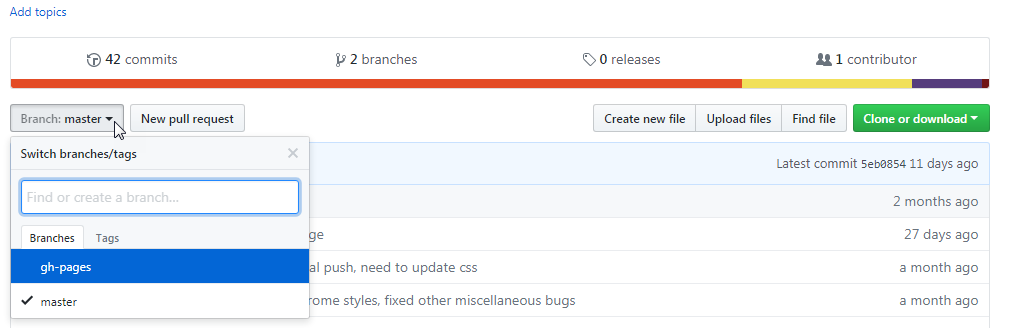 Add topics
42 commits 2 branches 0 releases 1 contributor
Branch: master New pull request Create new file Upload files Find file Clone or download
Switch branches/tags
Latest commit 5eb0854 11 days ago
Find or create a branch...
2 months ago
Branches Tags
ge 27 days ago
gh-pages
al push, need to update css a month ago
master
rome styles, fixed other miscellaneous bugs a month ago